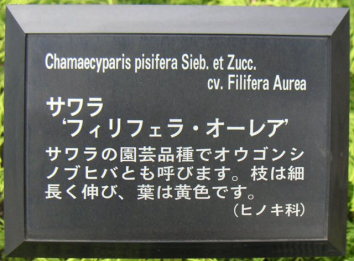 Chamaecyparis pisifera Sieb. et Zucc.
cv. Filifera Aurea
サワラ
‘フィリフェラ・オーレア’
サワラの園芸品種でオウゴンシ
ノブヒバとも呼びます。枝は細
長く伸び、葉は黄色です。
（ヒノキ科）